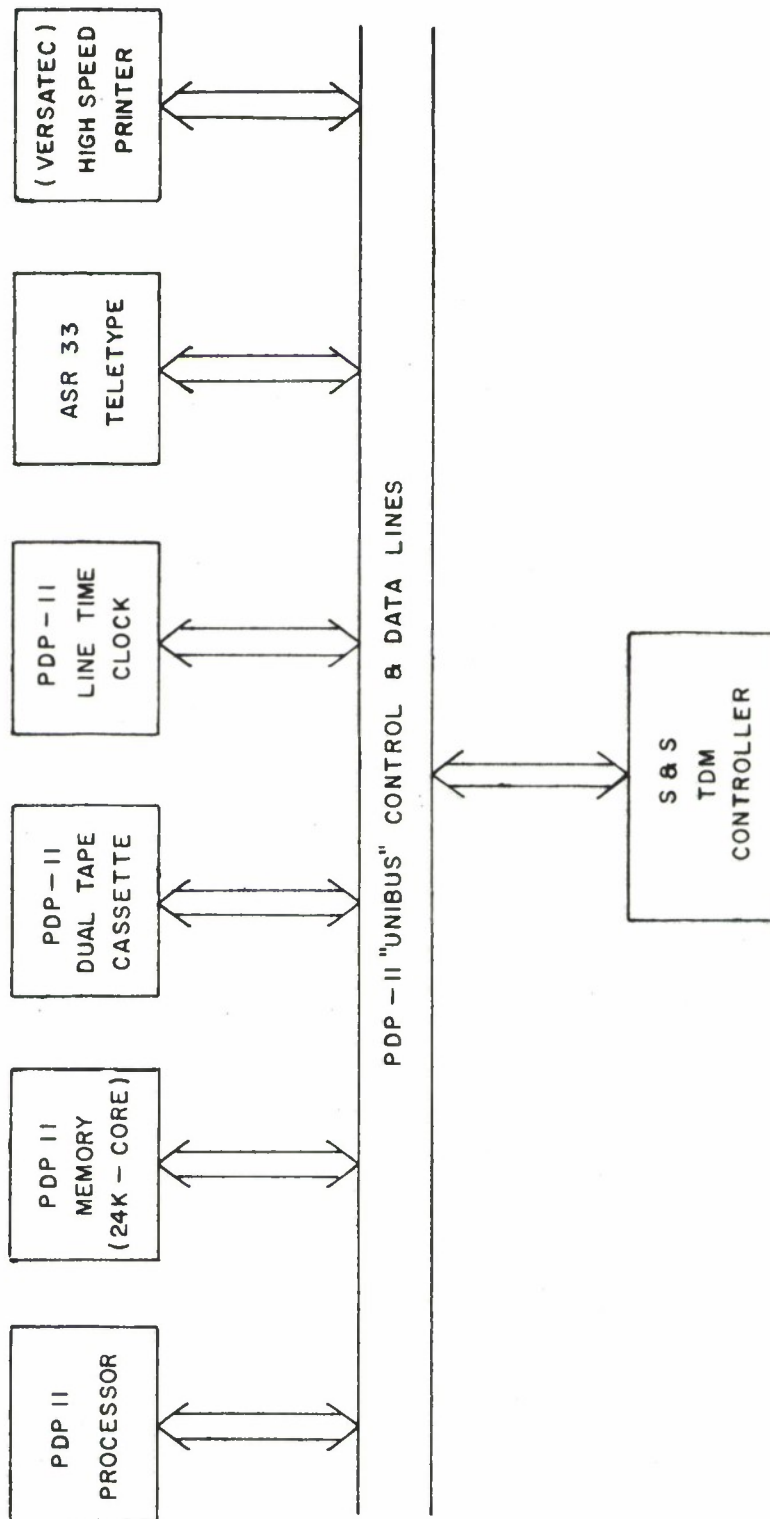 PDP 11
PROCESSOR
PDP 11
MEMORY
(24K – CORE)
PDP – 11
DUAL TAPE
CASSETTE
PDP – 11
LINE TIME
CLOCK
ASR 33
TELETYPE
(VERSATEC)
HIGH SPEED
PRINTER
PDP – 11 "UNIBUS" CONTROL & DATA LINES
S & S
TDM
CONTROLLER